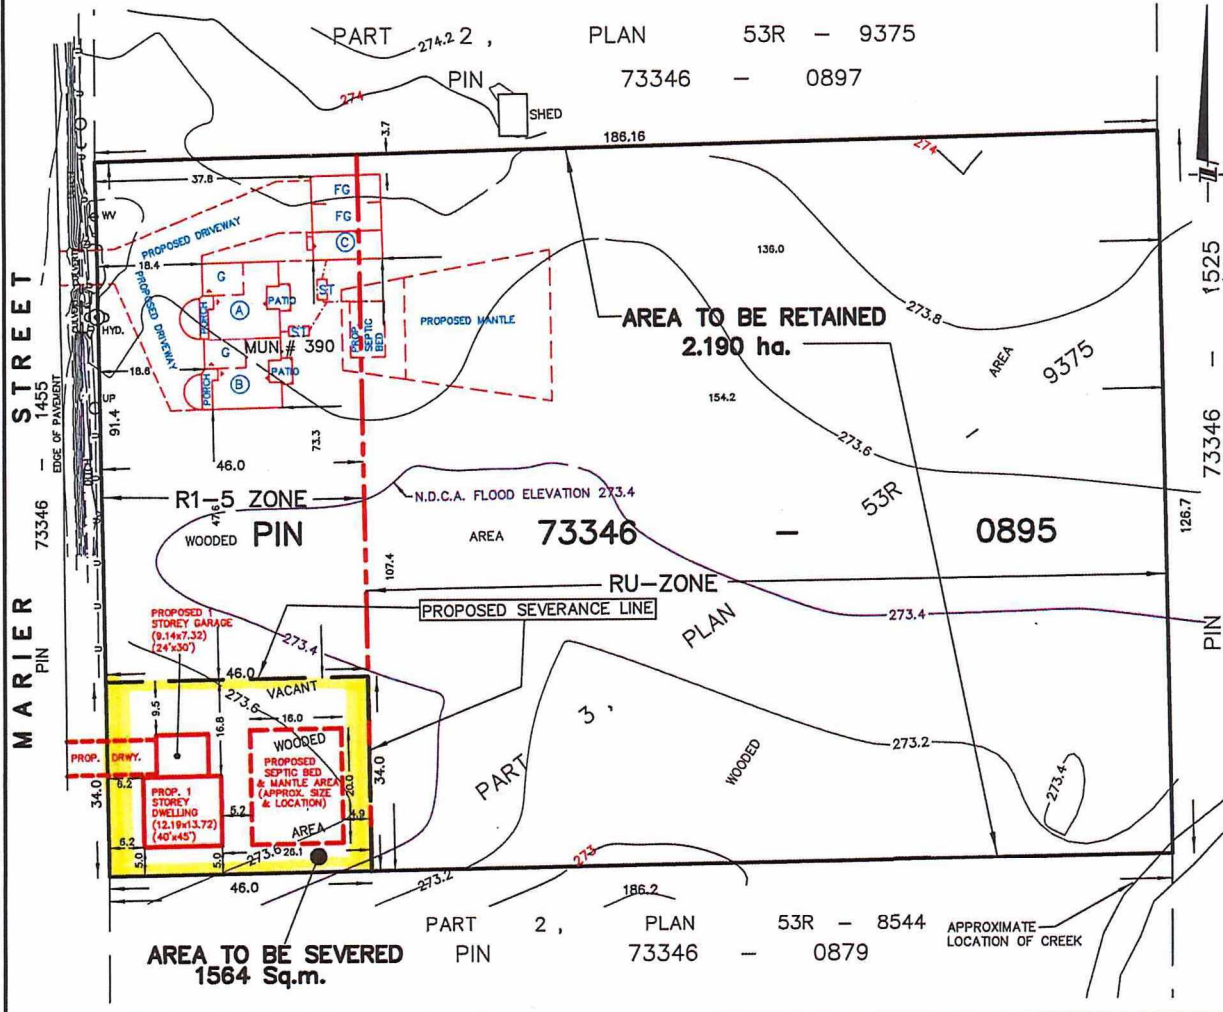 PART 2 , PLAN 53R – 9375
274.2
PIN 73346 – 0897
274
SHED
3.7
186.16
274
37.8
FG
FG
C
WV
PROPOSED DRIVEWAY
18.4
PROPOSED DRIVEWAY
G
A
PORCH
PATIO
ST
ST
136.0
1525
HYD.
MUN.# 390
PROP. SEPTIC BED
PROPOSED MANTLE
AREA TO BE RETAINED
2.190 ha.
273.8
G
B
PORCH
PATIO
18.6
AREA
9375
UP
91.4
EDGE OF PAVEMENT
73.3
154.2
46.0
273.6
R1–5 ZONE
N.D.C.A. FLOOD ELEVATION 273.4
53R
47.6
WOODED
PIN 73346 – 0895
AREA
126.7
107.4
RU–ZONE
PROPOSED SEVERANCE LINE
PLAN
273.4
MARIER STREET
PIN 73346 – 1455
PIN 73346 – 1525
PROPOSED 1
STOREY GARAGE
(9.14x7.32)
(24'x30')
273.4
46.0
VACANT
273.6
9.5
16.8
16.0
WOODED
3 ,
PROP. DRWY.
PROPOSED
SEPTIC BED
& MANTLE AREA
(APPROX. SIZE
& LOCATION)
20.0
34.0
34.0
6.2
PROP. 1
STOREY
DWELLING
(12.19x13.72)
(40'x45')
5.2
4.9
AREA
PART
WOODED
273.2
273.4
6.2
5.0
5.0
273.6
26.1
273
273.2
46.0
186.2
PART 2 , PLAN 53R – 8544
PIN 73346 – 0879
APPROXIMATE
LOCATION OF CREEK
AREA TO BE SEVERED
1564 Sq.m.